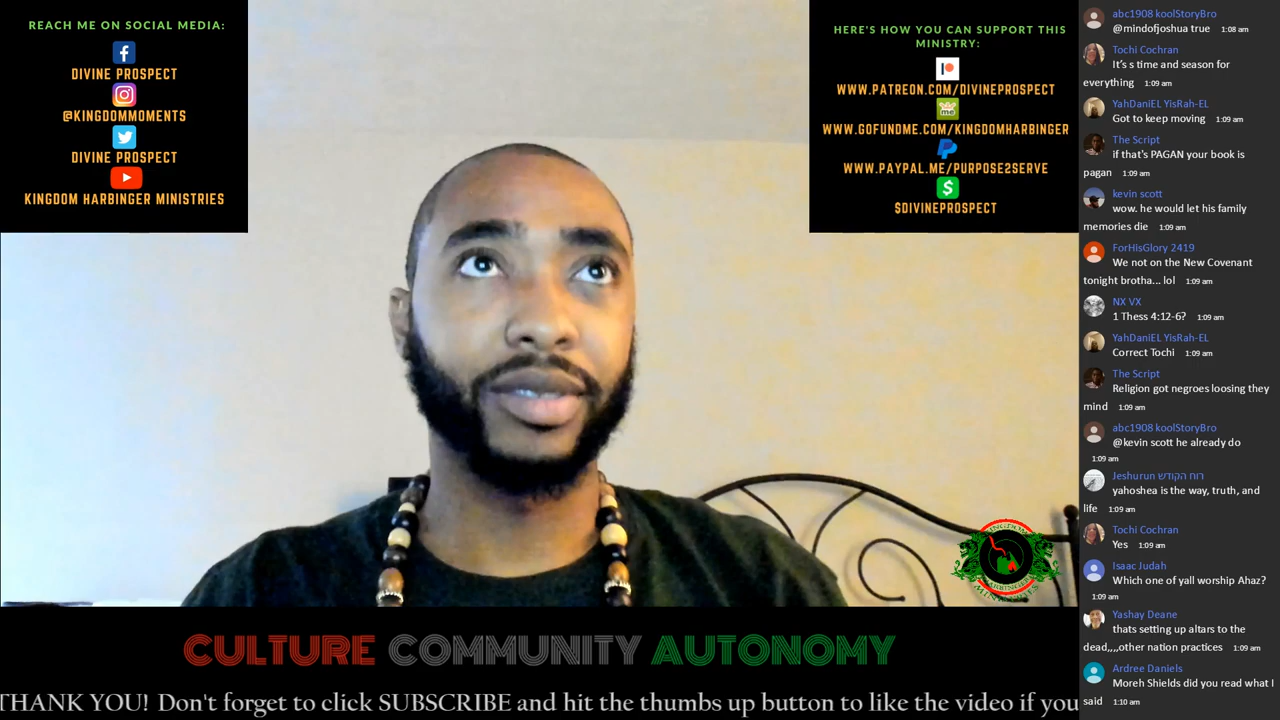 REACH ME ON SOCIAL MEDIA:
DIVINE PROSPECT
@KINGDOMMOMENTS
DIVINE PROSPECT
KINGDOM HARBINGER MINISTRIES
HERE'S HOW YOU CAN SUPPORT THIS
MINISTRY:
me
WWW.PATREON.COM/DIVINEPROSPECT
WWW.GOFUNDME.COM/KINGDOMHARBINGER
WWW.PAYPAL.ME/PURPOSE2SERVE
$DIVINEPROSPECT
KINGDOM
HARBINGER
MINISTRIES
CULTURE COMMUNITY AUTONOMY
THANK YOU! Don't forget to click SUBSCRIBE and hit the thumbs up button to like the video if you
abc1908 koolStoryBro
@mindofjoshua true 1:08 am
Tochi Cochran
It's s time and season for
everything 1:09 am
YahDaniEL YisRah-EL
Got to keep moving 1:09 am
The Script
if that's PAGAN your book is
pagan 1:09 am
kevin scott
wow. he would let his family
memories die 1:09 am
ForHisGlory 2419
We not on the New Covenant
tonight brotha... lol 1:09 am
NX VX
1 Thess 4:12-6? 1:09 am
YahDaniEL YisRah-EL
Correct Tochi 1:09 am
The Script
Religion got negroes loosing they
mind 1:09 am
abc1908 koolStoryBro
@kevin scott he already do
1:09 am
Jeshurun רוח הקודש
yahoshea is the way, truth, and
life 1:09 am
Tochi Cochran
Yes 1:09 am
Isaac Judah
Which one of yall worship Ahaz?
1:09 am
Yashay Deane
thats setting up altars to the
dead,,,,other nation practices 1:09 am
Ardree Daniels
Moreh Shields did you read what I
said 1:10 am